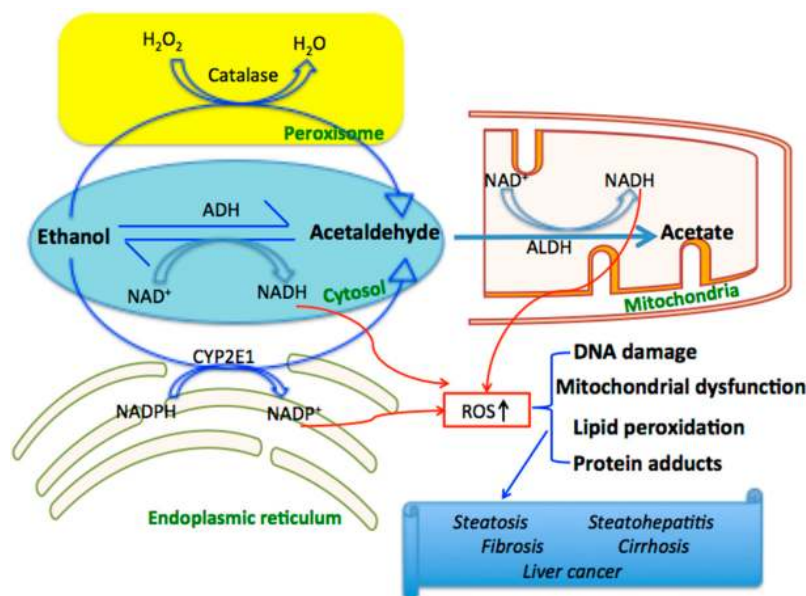 H₂O₂
H₂O
Catalase
Peroxisome
ADH
Ethanol
Acetaldehyde
NAD⁺
NADH
Cytosol
NAD⁺
NADH
ALDH
Acetate
Mitochondria
CYP2E1
NADPH
NADP⁺
Endoplasmic reticulum
ROS↑
DNA damage
Mitochondrial dysfunction
Lipid peroxidation
Protein adducts
Steatosis Steatohepatitis
Fibrosis Cirrhosis
Liver cancer